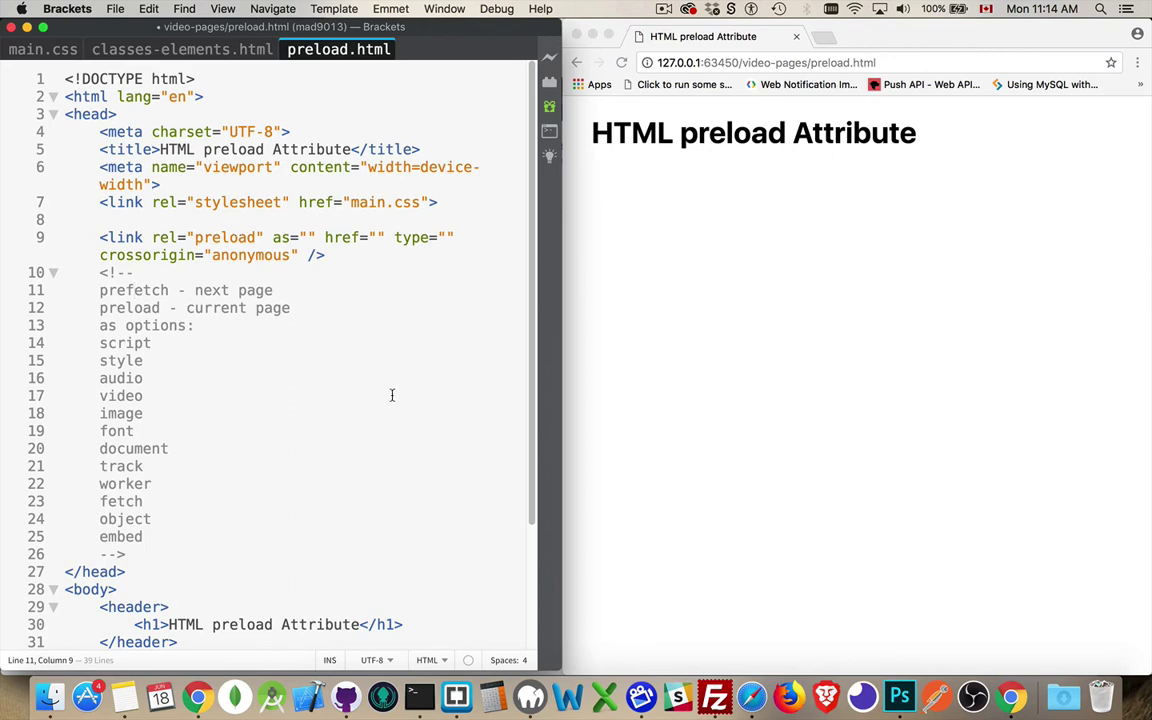 Brackets File Edit Find View Navigate Template Emmet Window Debug Help 100% Mon 11:14 AM
• video-pages/preload.html (mad9013) — Brackets
main.css classes-elements.html preload.html
1 <!DOCTYPE html>
2 <html lang="en">
3 <head>
4 <meta charset="UTF-8">
5 <title>HTML preload Attribute</title>
6 <meta name="viewport" content="width=device-
width">
7 <link rel="stylesheet" href="main.css">
8
9 <link rel="preload" as="" href="" type=""
crossorigin="anonymous" />
10 <!--
11 prefetch - next page
12 preload - current page
13 as options:
14 script
15 style
16 audio
17 video
18 image
19 font
20 document
21 track
22 worker
23 fetch
24 object
25 embed
26 -->
27 </head>
28 <body>
29 <header>
30 <h1>HTML preload Attribute</h1>
31 </header>
Line 11, Column 9 — 39 Lines INS UTF-8 HTML Spaces: 4
HTML preload Attribute
127.0.0.1:63450/video-pages/preload.html
Apps Click to run some s... Web Notification Im... Push API - Web API... Using MySQL with... »
HTML preload Attribute
4
JUN
18
Ps